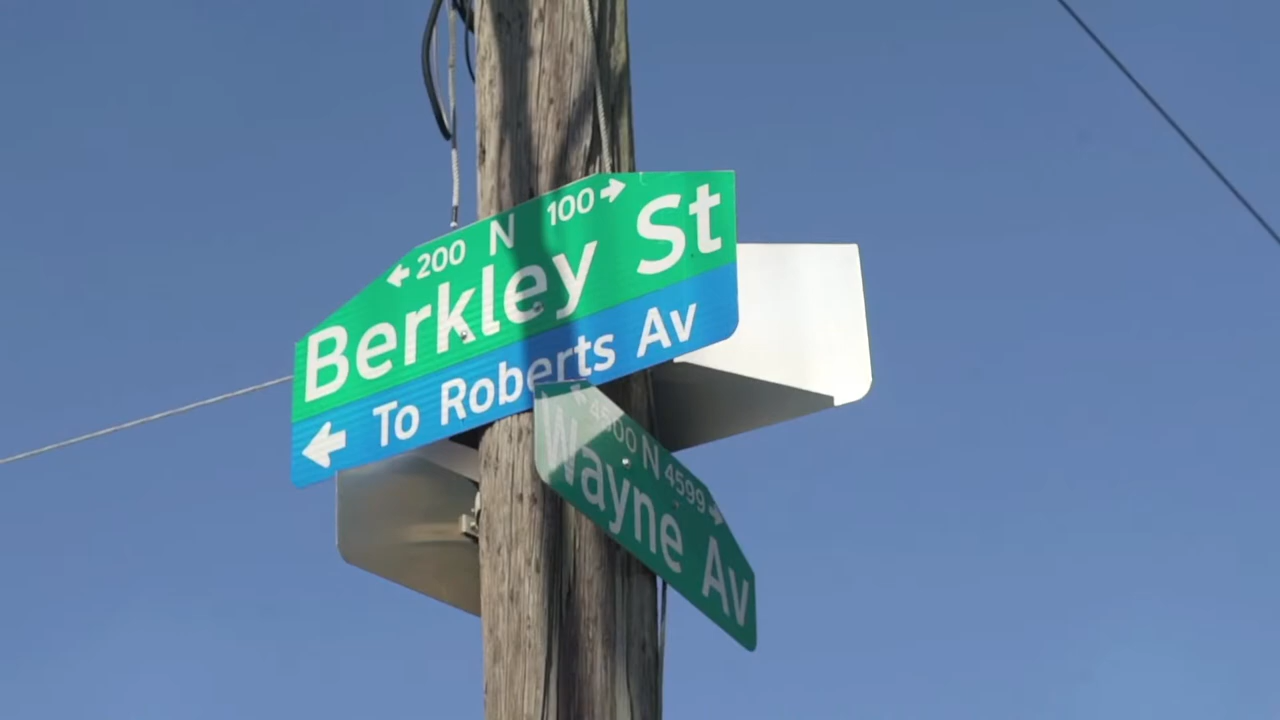 ← 200 N 100 →
Berkley St
← To Roberts Av
← 4500 N 4599 →
Wayne Av